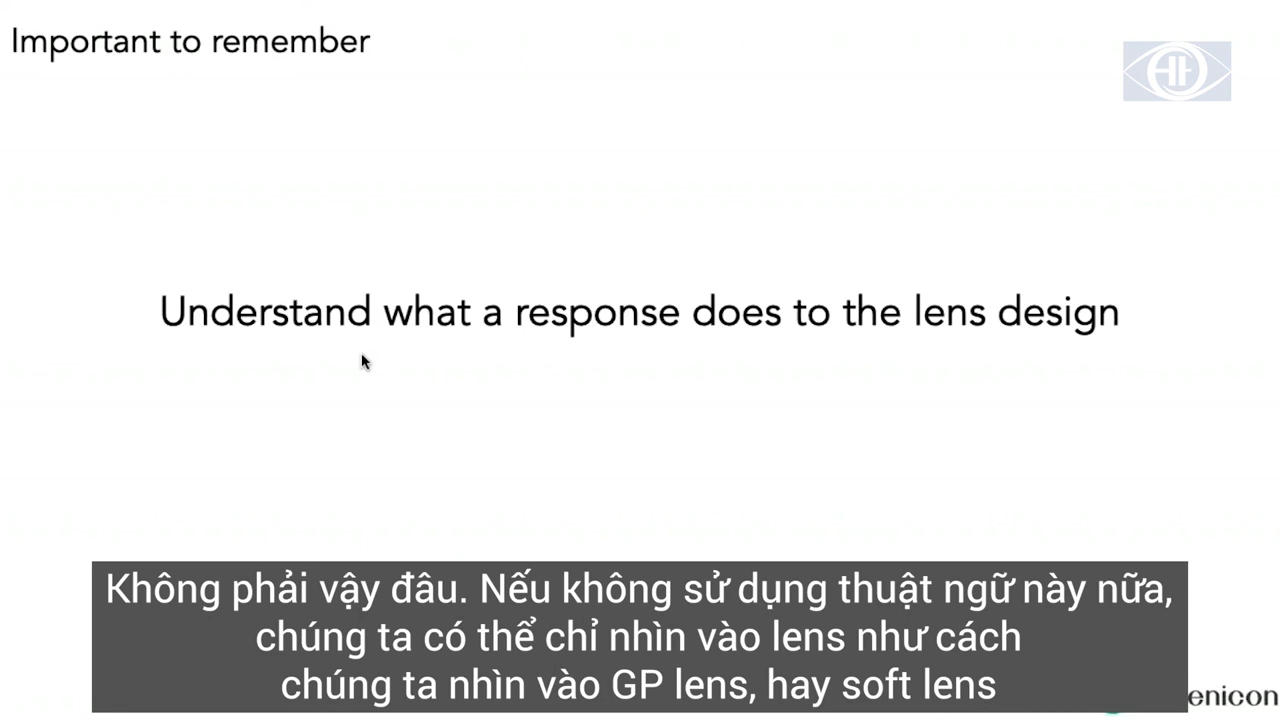 Important to remember
Understand what a response does to the lens design
Không phải vậy đâu. Nếu không sử dụng thuật ngữ này nữa,
chúng ta có thể chỉ nhìn vào lens như cách
chúng ta nhìn vào GP lens, hay soft lens
enicon